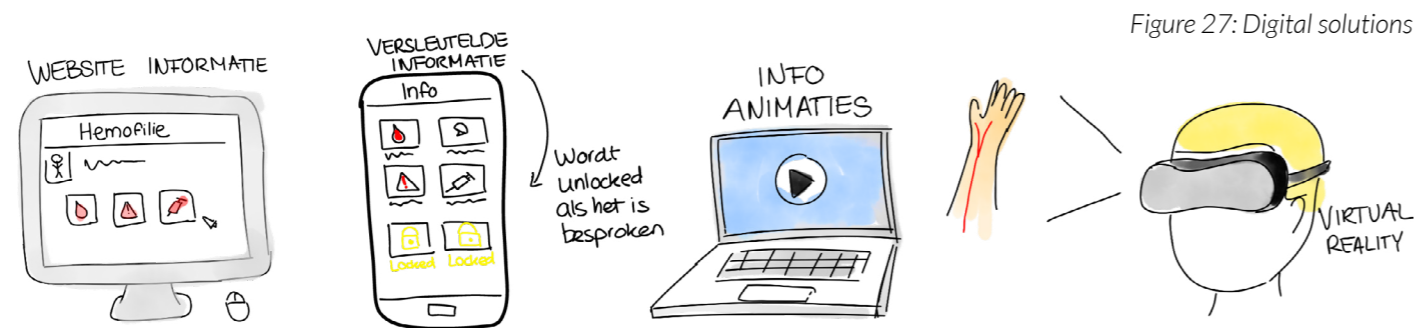 Figure 27: Digital solutions
WEBSITE INFORMATIE
Hemofilie
VERSLEUTELDE
INFORMATIE
Info
Locked Locked
Wordt
unlocked
als het is
besproken
INFO
ANIMATIES
VIRTUAL
REALITY